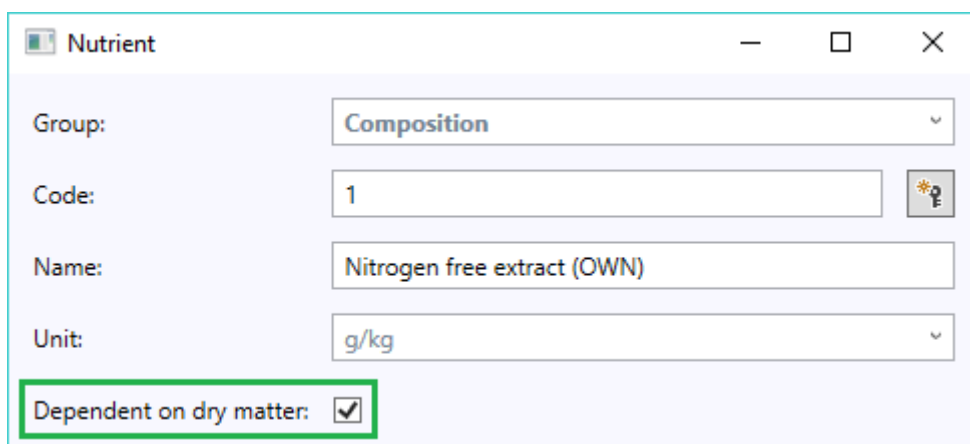 Nutrient
Group: Composition
Code: 1
Name: Nitrogen free extract (OWN)
Unit: g/kg
Dependent on dry matter: